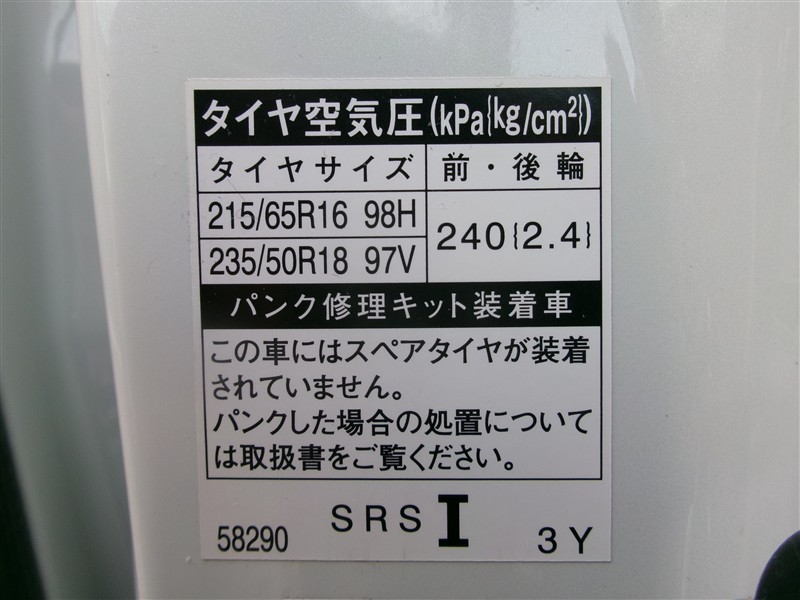 タイヤ空気圧(kPa{kg/cm²})
タイヤサイズ 前・後輪
215/65R16 98H
240{2.4}
235/50R18 97V
パンク修理キット装着車
この車にはスペアタイヤが装着
されていません。
パンクした場合の処置について
は取扱書をご覧ください。
58290 SRS I 3Y